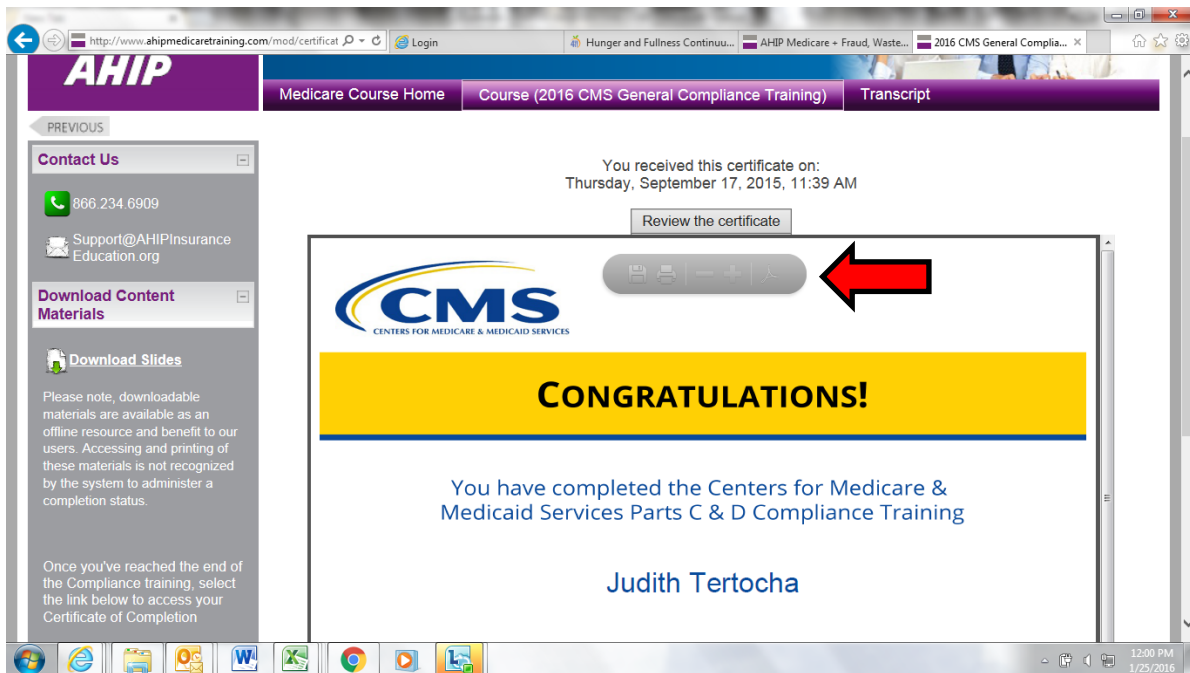 http://www.ahipmedicaretraining.com/mod/certificat
Login
Hunger and Fullness Continuu...
AHIP Medicare + Fraud, Waste...
2016 CMS General Complia...
AHIP
Medicare Course Home
Course (2016 CMS General Compliance Training)
Transcript
PREVIOUS
Contact Us
866.234.6909
Support@AHIPInsurance
Education.org
Download Content
Materials
Download Slides
Please note, downloadable
materials are available as an
offline resource and benefit to our
users. Accessing and printing of
these materials is not recognized
by the system to administer a
completion status.
Once you've reached the end of
the Compliance training, select
the link below to access your
Certificate of Completion
You received this certificate on:
Thursday, September 17, 2015, 11:39 AM
Review the certificate
CMS
CENTERS FOR MEDICARE & MEDICAID SERVICES
CONGRATULATIONS!
You have completed the Centers for Medicare &
Medicaid Services Parts C & D Compliance Training
Judith Tertocha
12:00 PM
1/25/2016